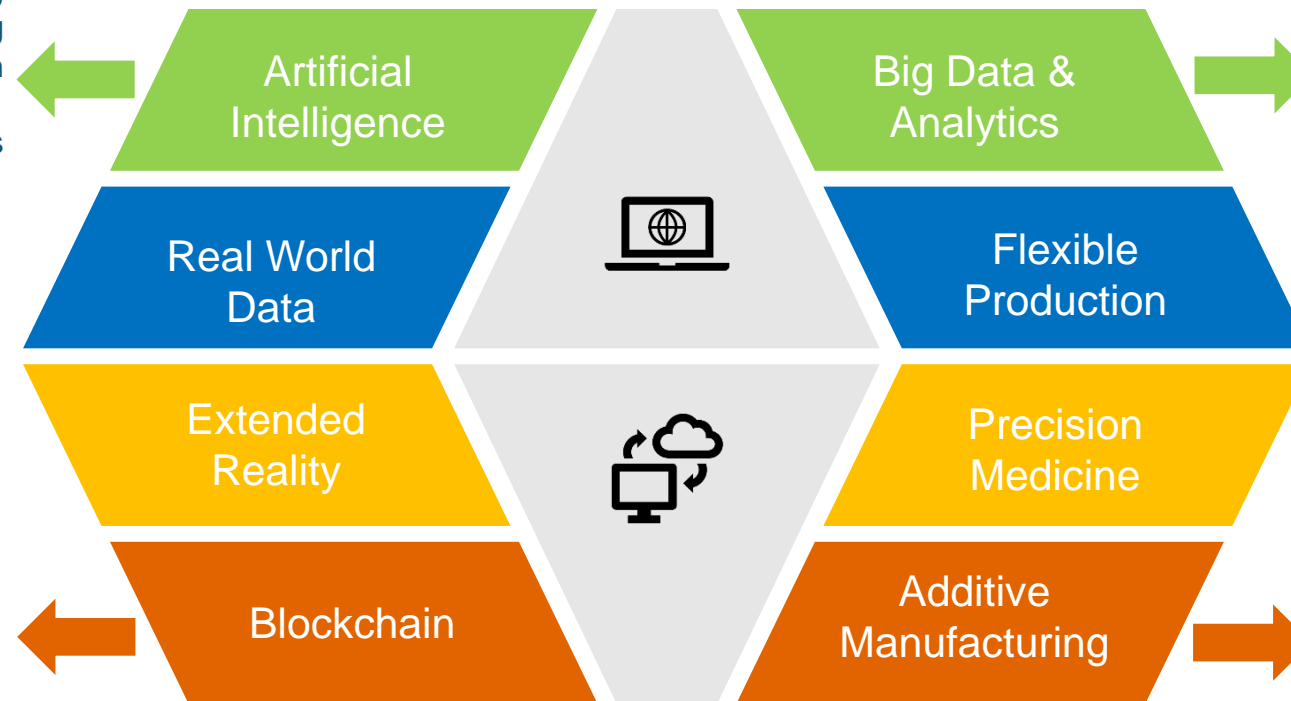 Artificial
Intelligence
Big Data &
Analytics
Real World
Data
Flexible
Production
Extended
Reality
Precision
Medicine
Blockchain
Additive
Manufacturing